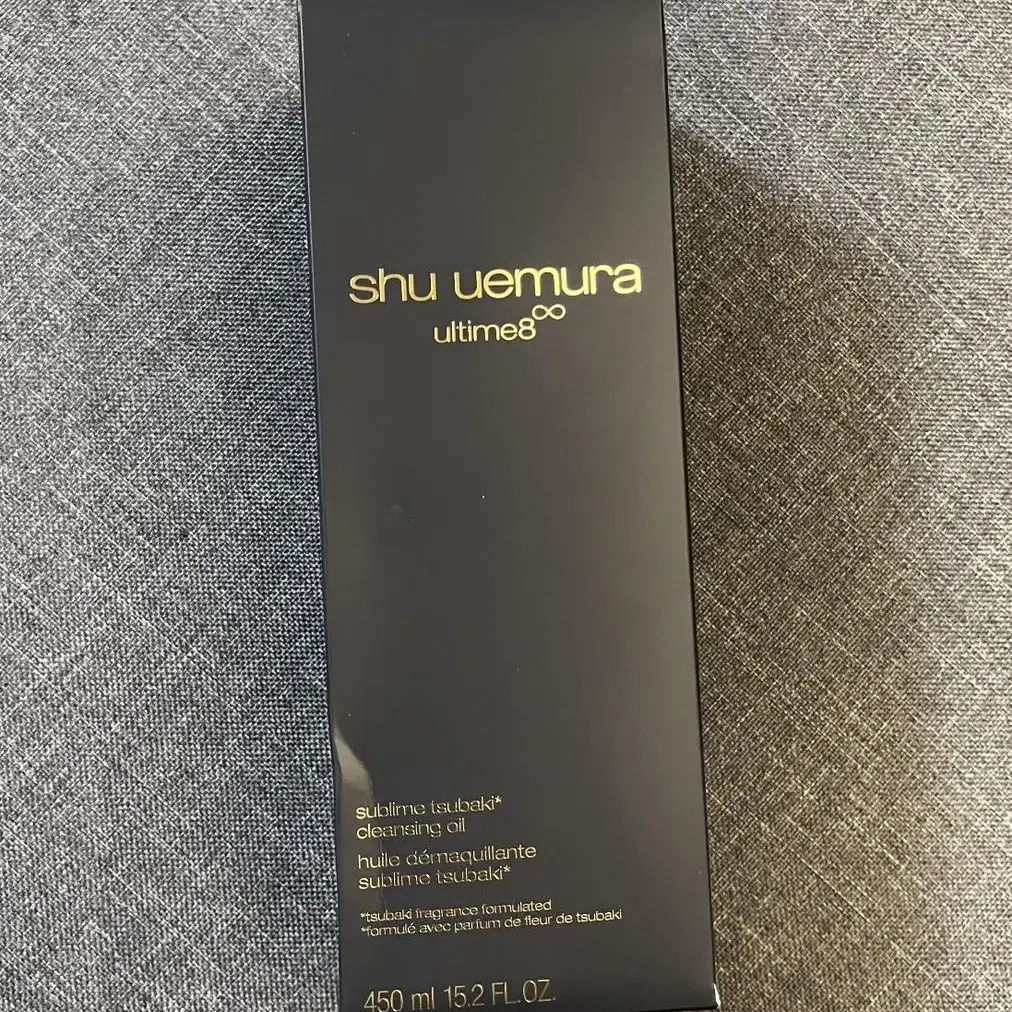 shu uemura
ultime8∞
sublime tsubaki*
cleansing oil
huile démaquillante
sublime tsubaki*
*tsubaki fragrance formulated
*formulé avec parfum de fleur de tsubaki
450 ml 15.2 FL.OZ.